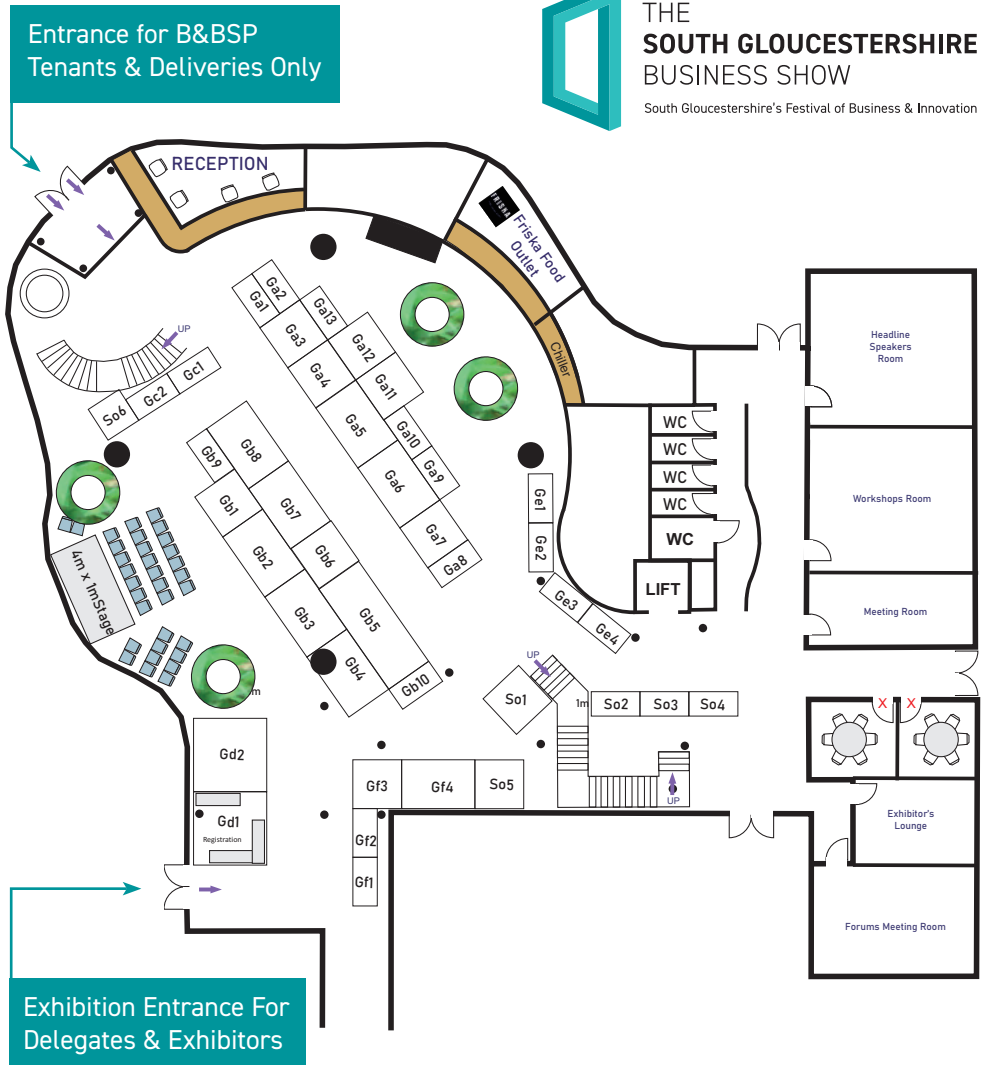 Entrance for B&BSP
Tenants & Deliveries Only
THE
SOUTH GLOUCESTERSHIRE
BUSINESS SHOW
South Gloucestershire's Festival of Business & Innovation
RECEPTION
FRISKA
Friska Food
Outlet
Chiller
UP
Ga1
Ga2
Ga13
Ga3
Ga12
Ga4
Ga11
Ga5
Ga10
Ga9
Ga6
Ga7
Ga8
Gc1
Gc2
So6
Gb9
Gb8
Gb1
Gb7
Gb2
Gb6
Gb3
Gb5
Gb4
Gb10
4m x 1mStage
m
Ge1
Ge2
Ge3
Ge4
WC
WC
WC
WC
WC
LIFT
Headline
Speakers
Room
Workshops Room
Meeting Room
UP
So1
1m
So2
So3
So4
X
X
Gd2
Gd1
Registration
Gf3
Gf4
So5
Gf2
Gf1
UP
Exhibitor's
Lounge
Forums Meeting Room
Exhibition Entrance For
Delegates & Exhibitors